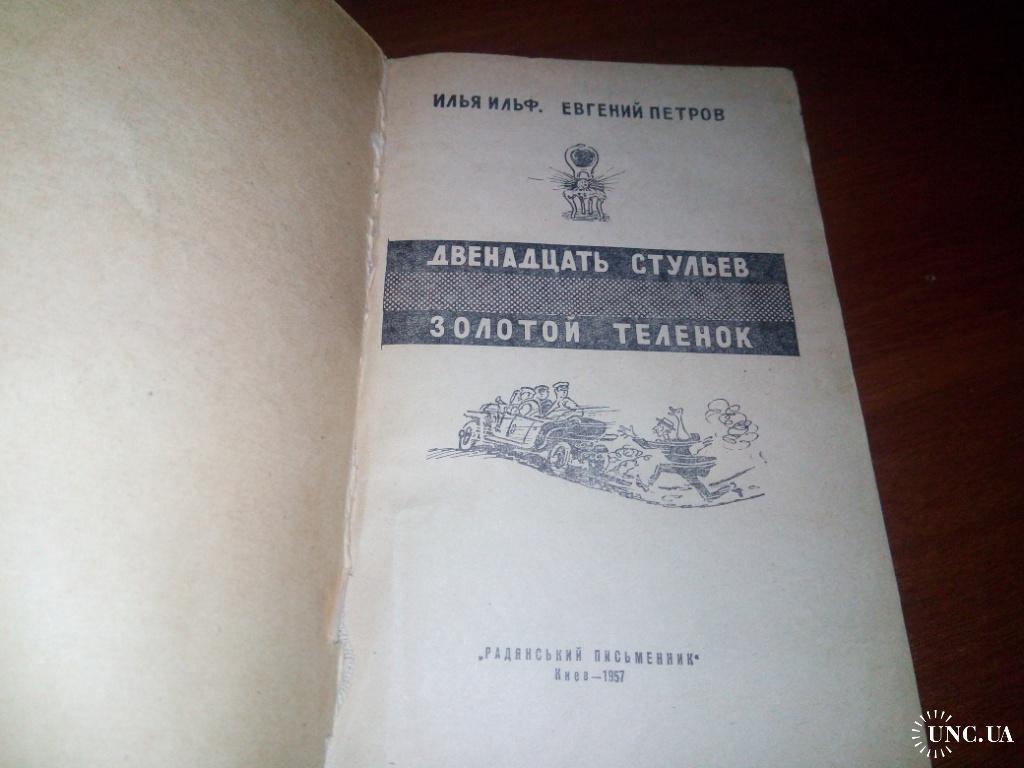 ИЛЬЯ ИЛЬФ. ЕВГЕНИЙ ПЕТРОВ
ДВЕНАДЦАТЬ СТУЛЬЕВ
ЗОЛОТОЙ ТЕЛЕНОК
„РАДЯНСЬКИЙ ПИСЬМЕННИК“
Киев—1957
UNC.UA